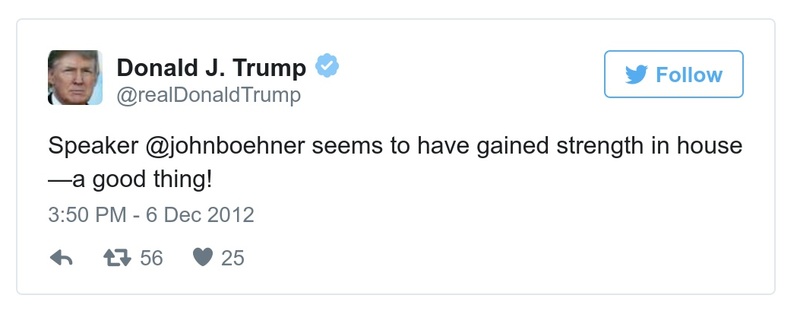 Donald J. Trump
@realDonaldTrump
Follow
Speaker @johnboehner seems to have gained strength in house
—a good thing!
3:50 PM - 6 Dec 2012
56 25